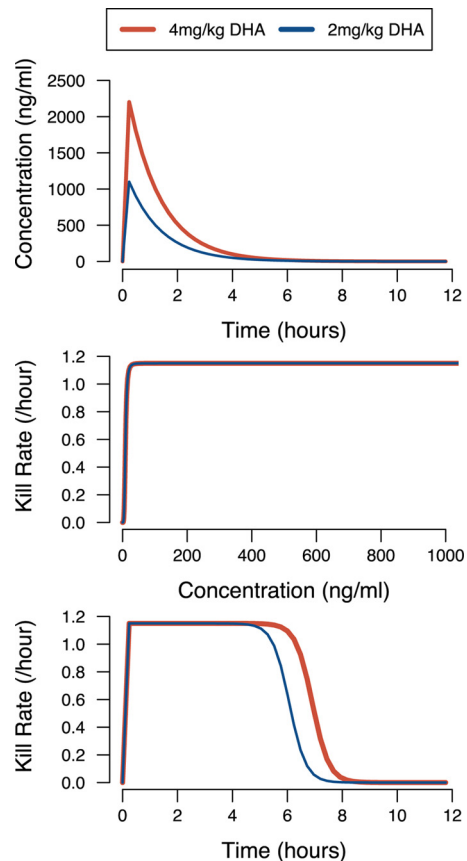 4mg/kg DHA 2mg/kg DHA
Concentration (ng/ml)
2500
2000
1500
1000
500
0
0 2 4 6 8 10 12
Time (hours)
Kill Rate (/hour)
1.2
1.0
0.8
0.6
0.4
0.2
0.0
0 200 400 600 800 1000
Concentration (ng/ml)
Kill Rate (/hour)
1.2
1.0
0.8
0.6
0.4
0.2
0.0
0 2 4 6 8 10 12
Time (hours)